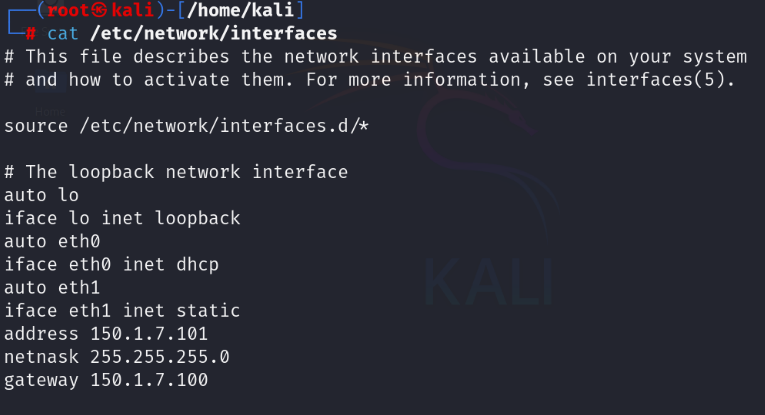 ┌──(root㉿kali)-[/home/kali]
└─# cat /etc/network/interfaces
# This file describes the network interfaces available on your system
# and how to activate them. For more information, see interfaces(5).

source /etc/network/interfaces.d/*

# The loopback network interface
auto lo
iface lo inet loopback
auto eth0
iface eth0 inet dhcp
auto eth1
iface eth1 inet static
address 150.1.7.101
netnask 255.255.255.0
gateway 150.1.7.100
KALI